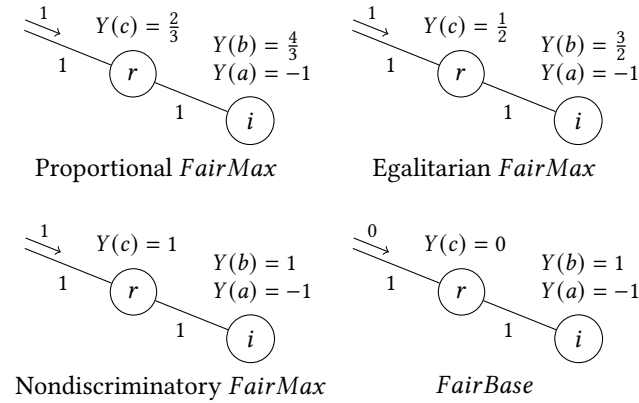 1
Y(c) = 2/3
Y(b) = 4/3
Y(a) = −1
1
r
1
i
Proportional FairMax
1
Y(c) = 1/2
Y(b) = 3/2
Y(a) = −1
1
r
1
i
Egalitarian FairMax
1
Y(c) = 1
Y(b) = 1
Y(a) = −1
1
r
1
i
Nondiscriminatory FairMax
0
Y(c) = 0
Y(b) = 1
Y(a) = −1
1
r
1
i
FairBase